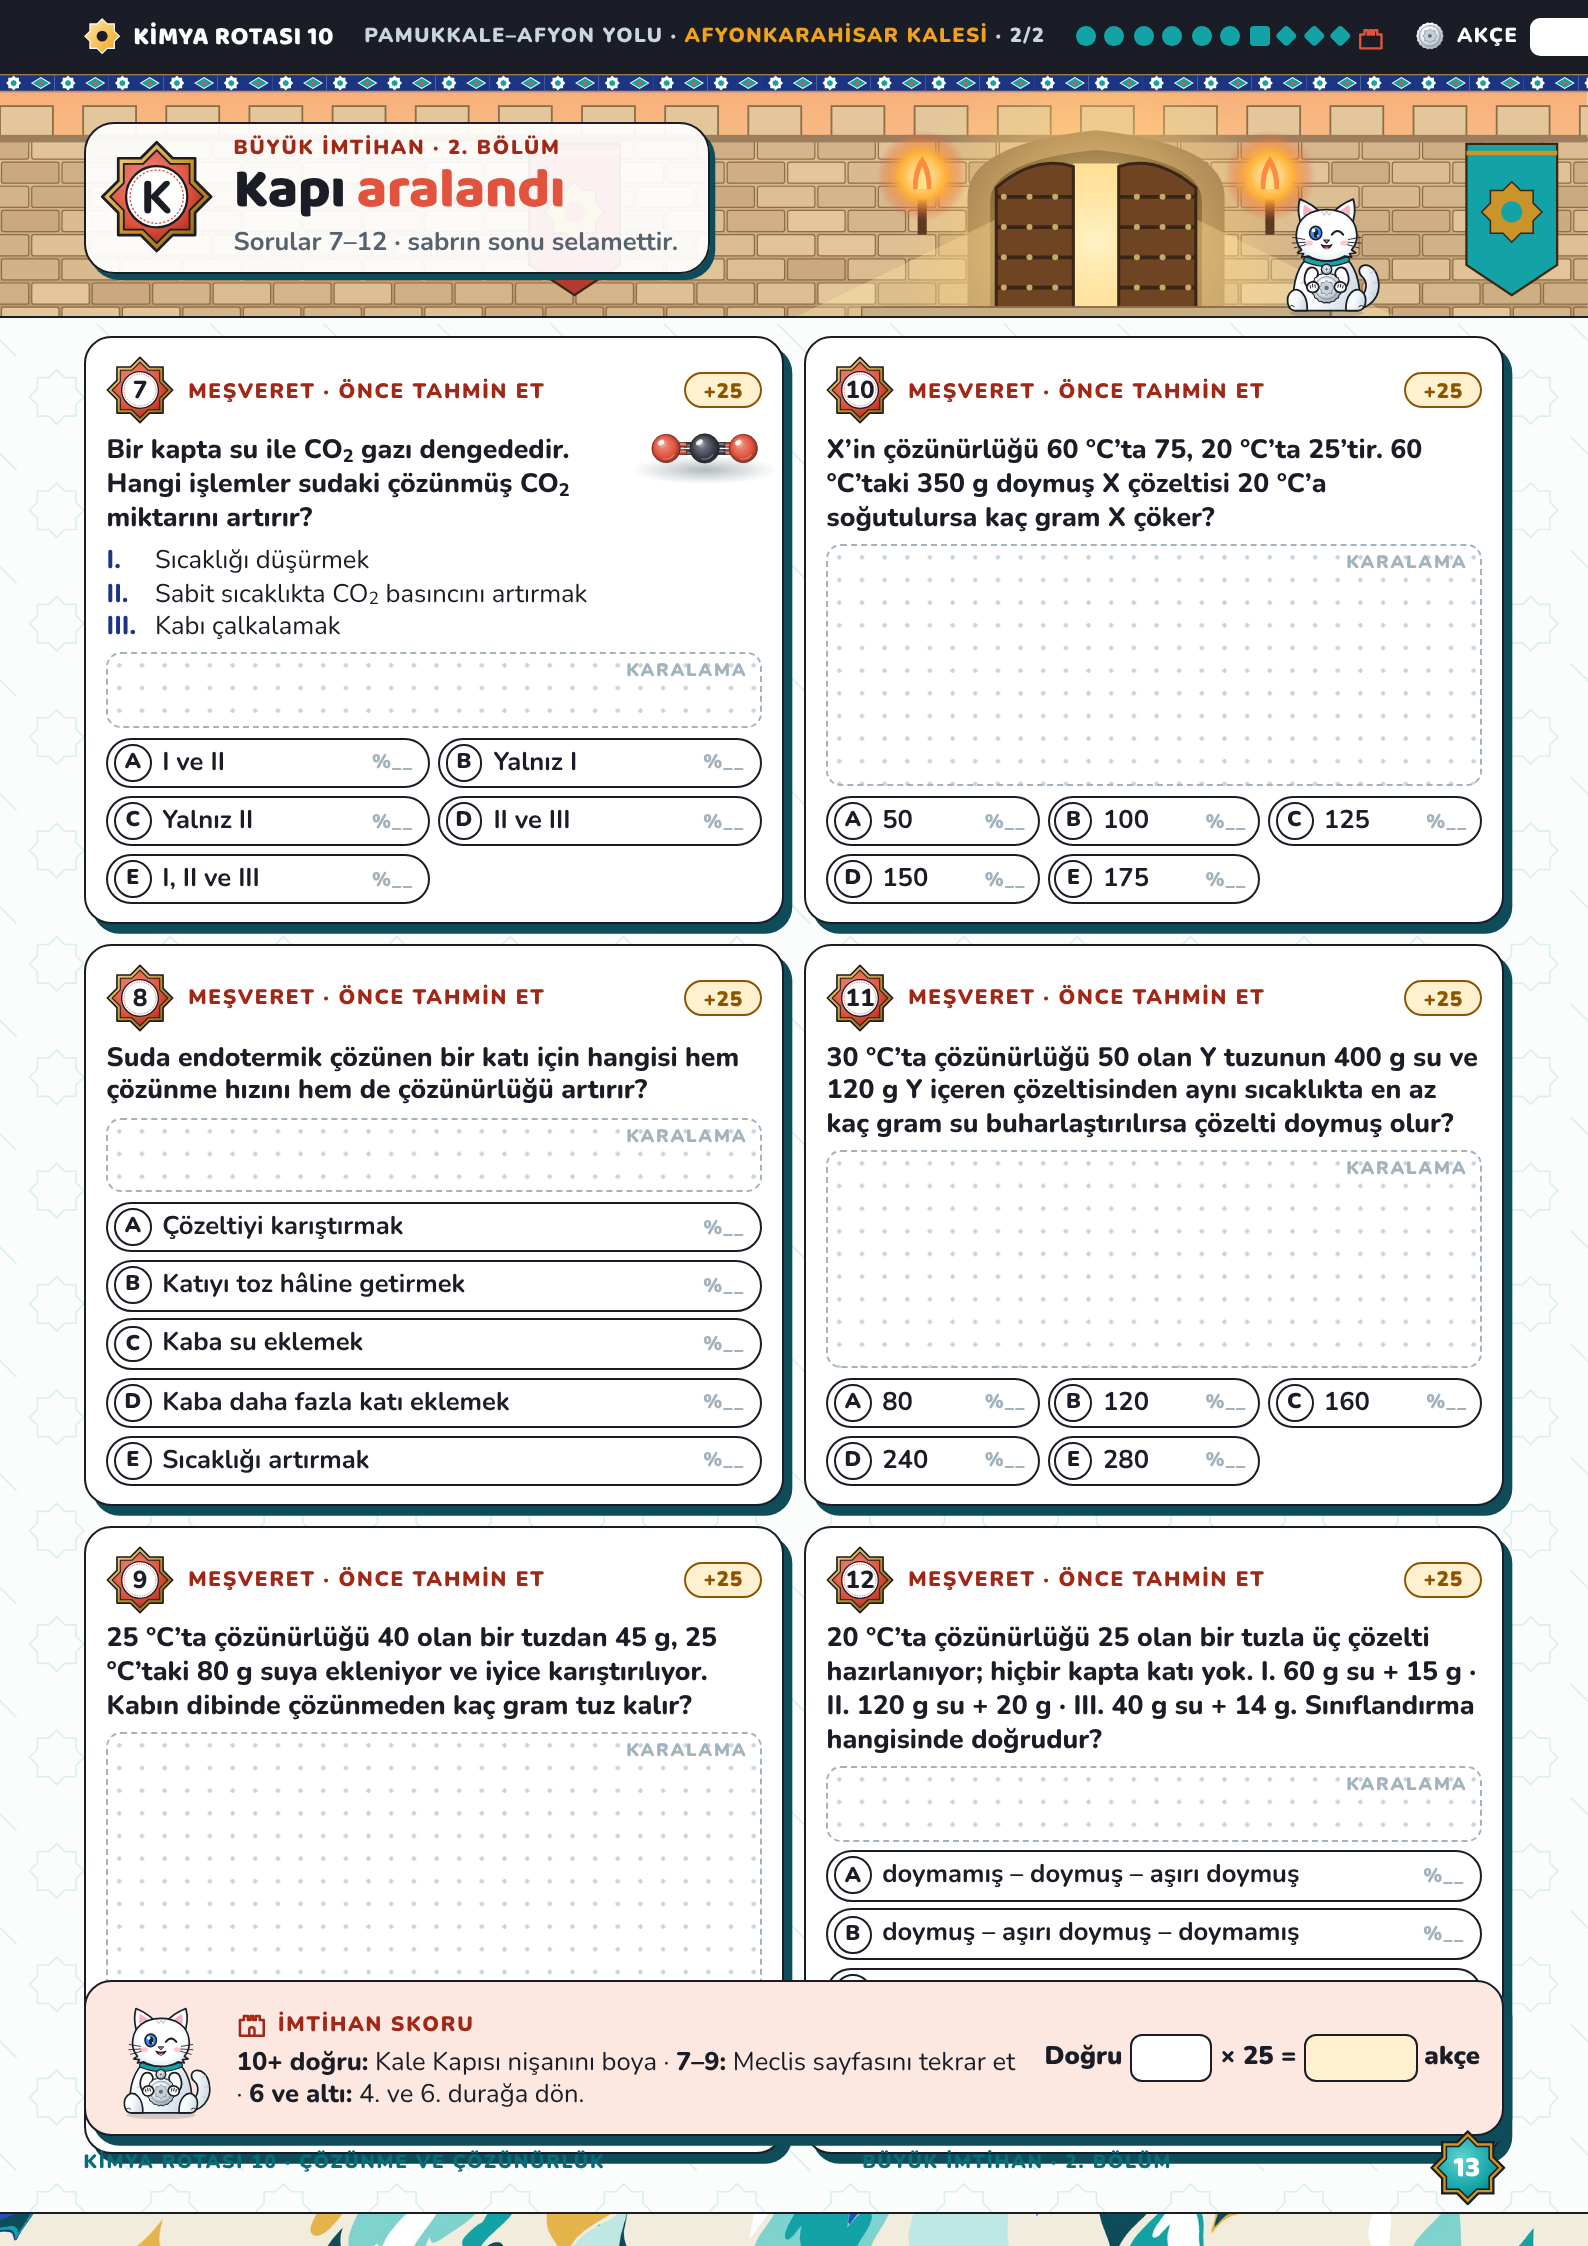 KİMYA ROTASI 10 PAMUKKALE–AFYON YOLU · AFYONKARAHİSAR KALESİ · 2/2 AKÇE
BÜYÜK İMTİHAN · 2. BÖLÜM
K
Kapı aralandı
Sorular 7–12 · sabrın sonu selamettir.
7 MEŞVERET · ÖNCE TAHMİN ET +25
Bir kapta su ile CO₂ gazı dengededir.
Hangi işlemler sudaki çözünmüş CO₂
miktarını artırır?
I. Sıcaklığı düşürmek
II. Sabit sıcaklıkta CO₂ basıncını artırmak
III. Kabı çalkalamak
KARALAMA
A I ve II %__ B Yalnız I %__
C Yalnız II %__ D II ve III %__
E I, II ve III %__
8 MEŞVERET · ÖNCE TAHMİN ET +25
Suda endotermik çözünen bir katı için hangisi hem
çözünme hızını hem de çözünürlüğü artırır?
KARALAMA
A Çözeltiyi karıştırmak %__
B Katıyı toz hâline getirmek %__
C Kaba su eklemek %__
D Kaba daha fazla katı eklemek %__
E Sıcaklığı artırmak %__
9 MEŞVERET · ÖNCE TAHMİN ET +25
25 °C’ta çözünürlüğü 40 olan bir tuzdan 45 g, 25
°C’taki 80 g suya ekleniyor ve iyice karıştırılıyor.
Kabın dibinde çözünmeden kaç gram tuz kalır?
KARALAMA
10 MEŞVERET · ÖNCE TAHMİN ET +25
X’in çözünürlüğü 60 °C’ta 75, 20 °C’ta 25’tir. 60
°C’taki 350 g doymuş X çözeltisi 20 °C’a
soğutulursa kaç gram X çöker?
KARALAMA
A 50 %__ B 100 %__ C 125 %__
D 150 %__ E 175 %__
11 MEŞVERET · ÖNCE TAHMİN ET +25
30 °C’ta çözünürlüğü 50 olan Y tuzunun 400 g su ve
120 g Y içeren çözeltisinden aynı sıcaklıkta en az
kaç gram su buharlaştırılırsa çözelti doymuş olur?
KARALAMA
A 80 %__ B 120 %__ C 160 %__
D 240 %__ E 280 %__
12 MEŞVERET · ÖNCE TAHMİN ET +25
20 °C’ta çözünürlüğü 25 olan bir tuzla üç çözelti
hazırlanıyor; hiçbir kapta katı yok. I. 60 g su + 15 g ·
II. 120 g su + 20 g · III. 40 g su + 14 g. Sınıflandırma
hangisinde doğrudur?
KARALAMA
A doymamış – doymuş – aşırı doymuş %__
B doymuş – aşırı doymuş – doymamış %__
İMTİHAN SKORU
10+ doğru: Kale Kapısı nişanını boya · 7–9: Meclis sayfasını tekrar et
· 6 ve altı: 4. ve 6. durağa dön.
Doğru × 25 = akçe
KİMYA ROTASI 10 · ÇÖZÜNME VE ÇÖZÜNÜRLÜK BÜYÜK İMTİHAN · 2. BÖLÜM 13